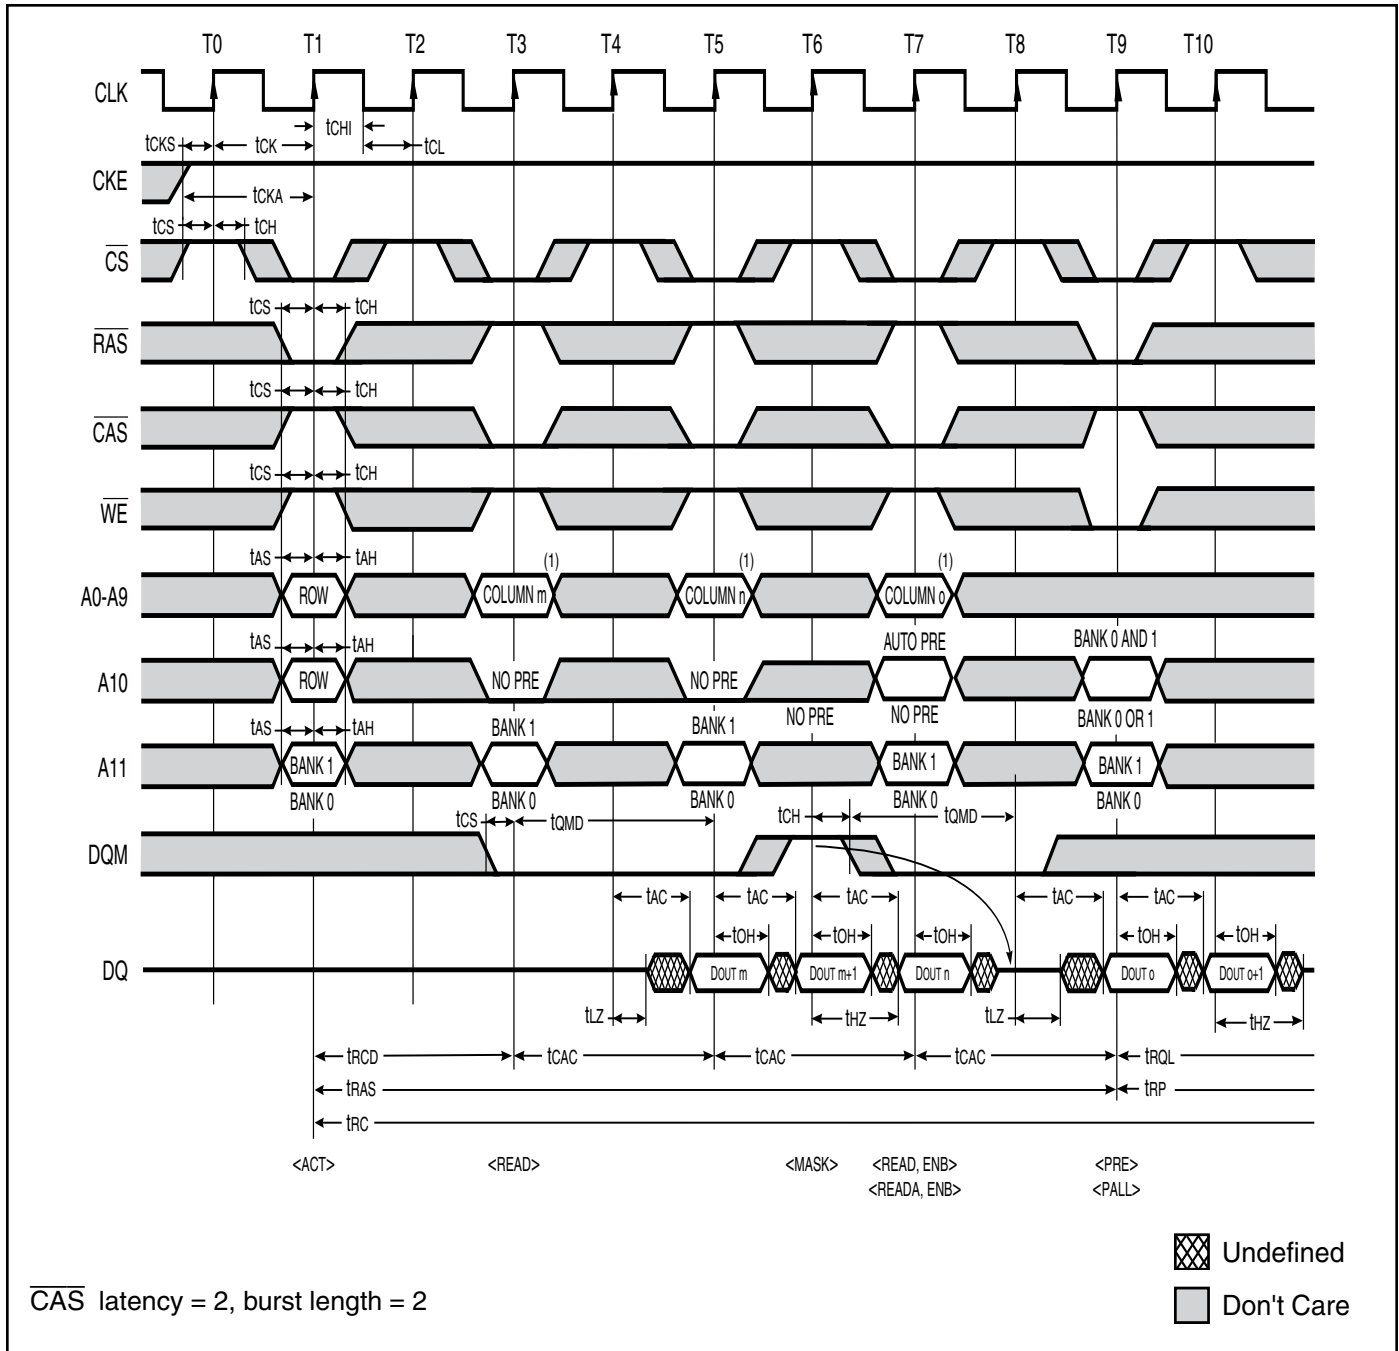 T0 T1 T2 T3 T4 T5 T6 T7 T8 T9 T10
CLK
tCHI
tCKS tCK tCL
CKE
tCKA
tCS tCH
CS
tCS tCH
RAS
tCS tCH
CAS
tCS tCH
WE
tAS tAH (1) (1) (1)
A0-A9 ROW COLUMN m COLUMN n COLUMN o
tAS tAH AUTO PRE BANK 0 AND 1
A10 ROW NO PRE NO PRE
NO PRE NO PRE BANK 0 OR 1
tAS tAH BANK 1 BANK 1
A11 BANK 1 BANK 1 BANK 1
BANK 0 BANK 0 BANK 0 BANK 0 BANK 0
tCS tQMD tCH tQMD
DQM
tAC tAC tAC tAC tAC
tOH tOH tOH tOH tOH
DQ DOUT m DOUT m+1 DOUT n DOUT o DOUT o+1
tLZ tHZ tLZ tHZ
tRCD tCAC tCAC tCAC tRQL
tRAS tRP
tRC
<ACT> <READ> <MASK> <READ, ENB> <PRE>
<READA, ENB> <PALL>
Undefined
CAS latency = 2, burst length = 2
Don't Care